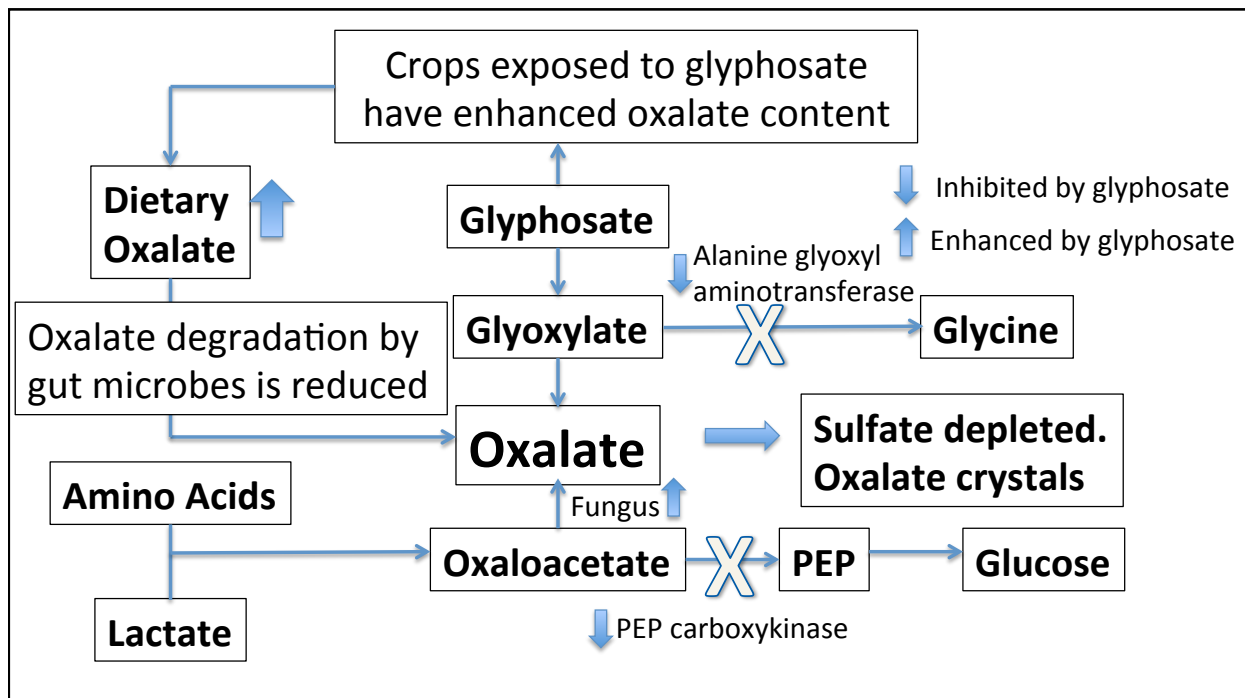 Crops exposed to glyphosate
have enhanced oxalate content
Dietary
Oxalate
Glyphosate
Inhibited by glyphosate
Enhanced by glyphosate
Alanine glyoxyl
aminotransferase
Glyoxylate
X
Glycine
Oxalate degradation by
gut microbes is reduced
Oxalate
Sulfate depleted.
Oxalate crystals
Amino Acids
Fungus
Oxaloacetate
X
PEP
Glucose
Lactate
PEP carboxykinase